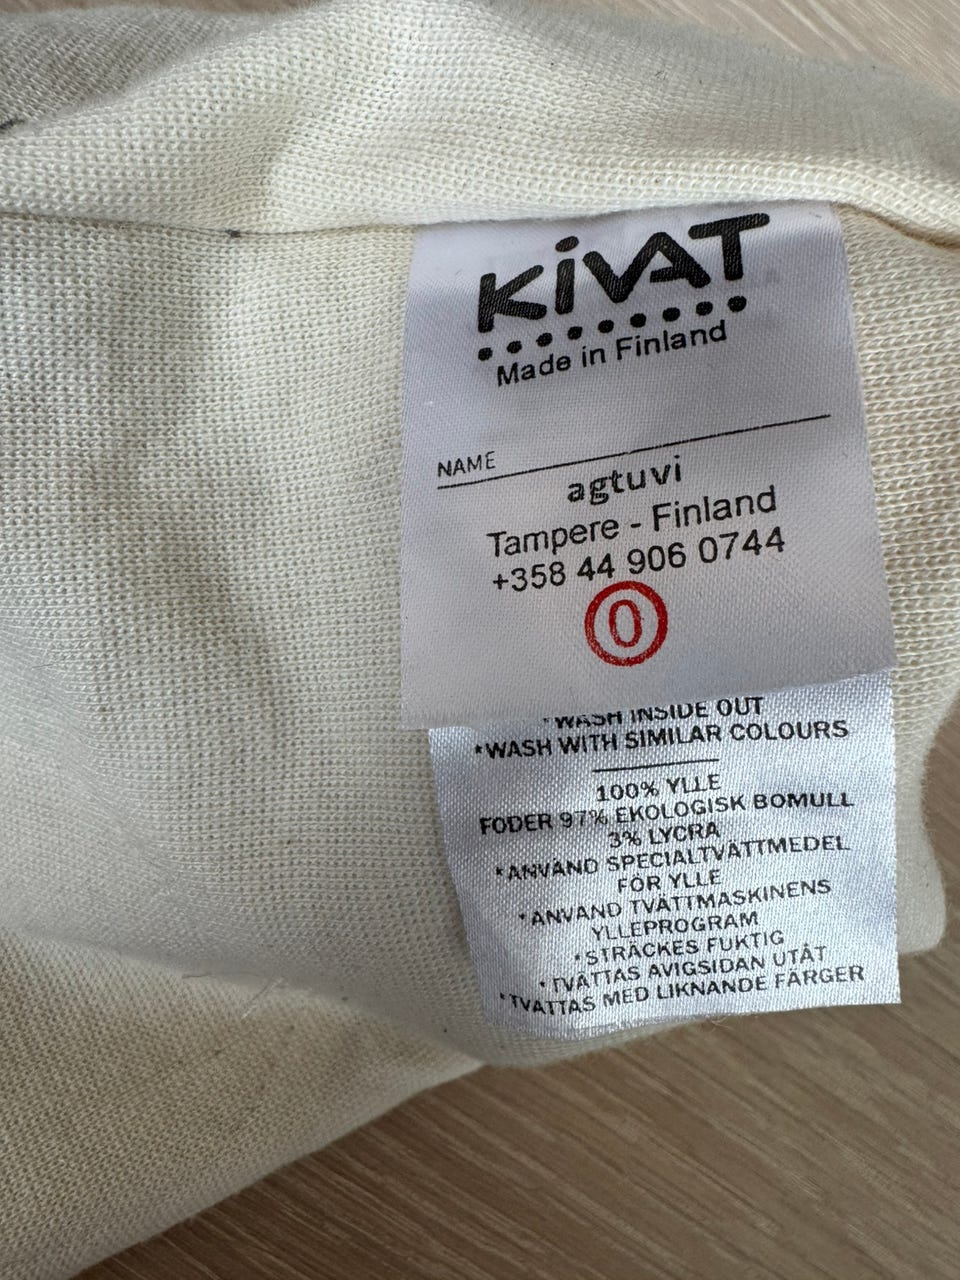 KiVAT
Made in Finland
NAME
agtuvi
Tampere - Finland
+358 44 906 0744
0
*WASH INSIDE OUT
*WASH WITH SIMILAR COLOURS
100% YLLE
FODER 97% EKOLOGISK BOMULL
3% LYCRA
*ANVÄND SPECIALTVÄTTMEDEL
FÖR YLLE
*ANVÄND TVÄTTMASKINENS
YLLEPROGRAM
*STRÄCKES FUKTIG
*TVÄTTAS AVIGSIDAN UTÅT
*TVÄTTAS MED LIKNANDE FÄRGER